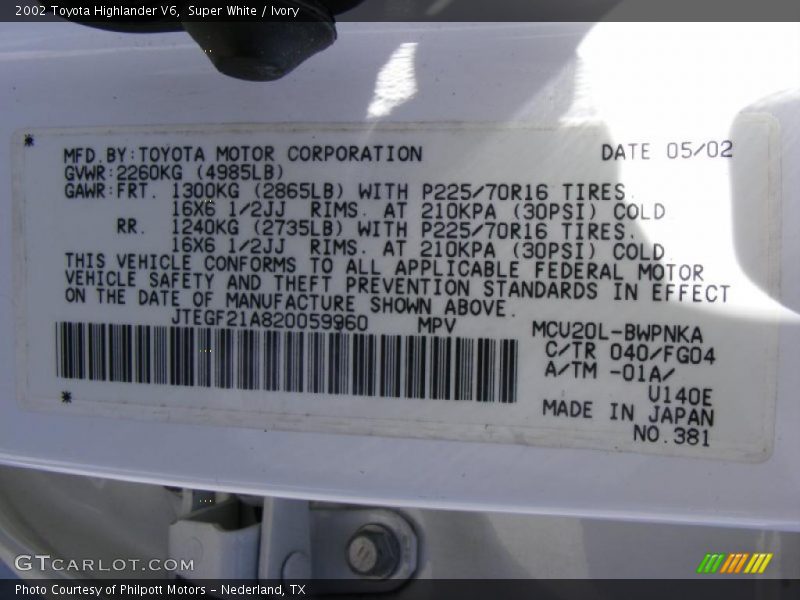 2002 Toyota Highlander V6, Super White / Ivory
*
MFD.BY:TOYOTA MOTOR CORPORATION DATE 05/02
GVWR:2260KG (4985LB)
GAWR:FRT. 1300KG (2865LB) WITH P225/70R16 TIRES.
16X6 1/2JJ RIMS. AT 210KPA (30PSI) COLD
RR. 1240KG (2735LB) WITH P225/70R16 TIRES.
16X6 1/2JJ RIMS. AT 210KPA (30PSI) COLD
THIS VEHICLE CONFORMS TO ALL APPLICABLE FEDERAL MOTOR
VEHICLE SAFETY AND THEFT PREVENTION STANDARDS IN EFFECT
ON THE DATE OF MANUFACTURE SHOWN ABOVE.
JTEGF21A820059960 MPV
MCU20L-BWPNKA
C/TR 040/FG04
A/TM -01A/
U140E
* MADE IN JAPAN
NO.381
GTCARLOT.COM
Photo Courtesy of Philpott Motors - Nederland, TX